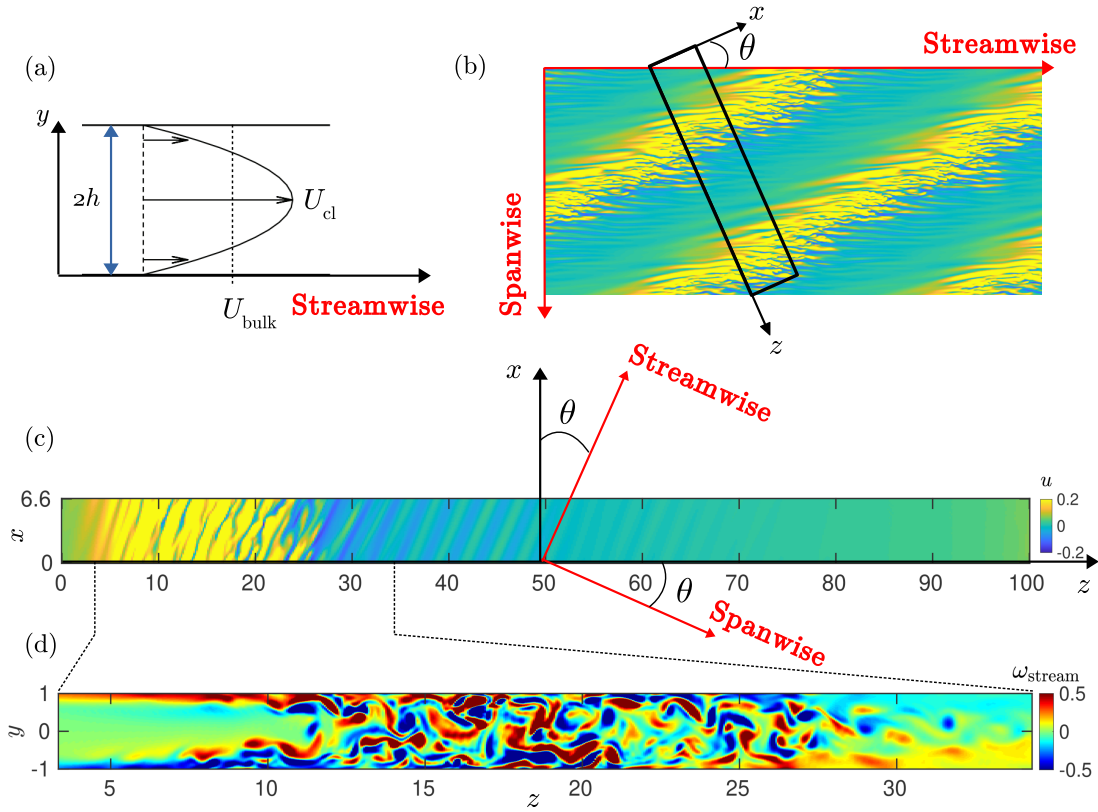 (a)
y
2h
U_cl
U_bulk
Streamwise
(b)
x
θ
Streamwise
Spanwise
z
(c)
x
θ
Streamwise
u
0.2
0
-0.2
6.6
x
0
0 10 20 30 40 50 60 70 80 90 100
z
θ
Spanwise
(d)
ω_stream
0.5
0
-0.5
1
y 0
-1
5 10 15 20 25 30
z